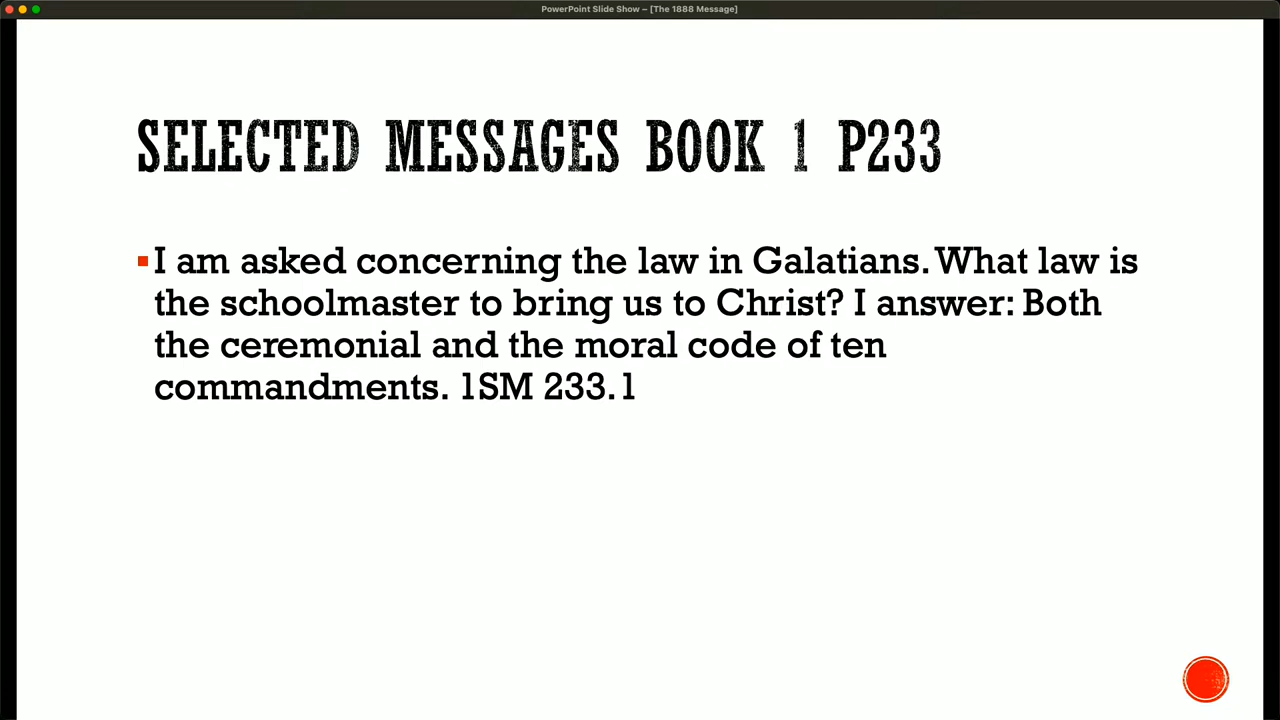 PowerPoint Slide Show – [The 1888 Message]
SELECTED MESSAGES BOOK 1 P233
I am asked concerning the law in Galatians. What law is
the schoolmaster to bring us to Christ? I answer: Both
the ceremonial and the moral code of ten
commandments. 1SM 233.1